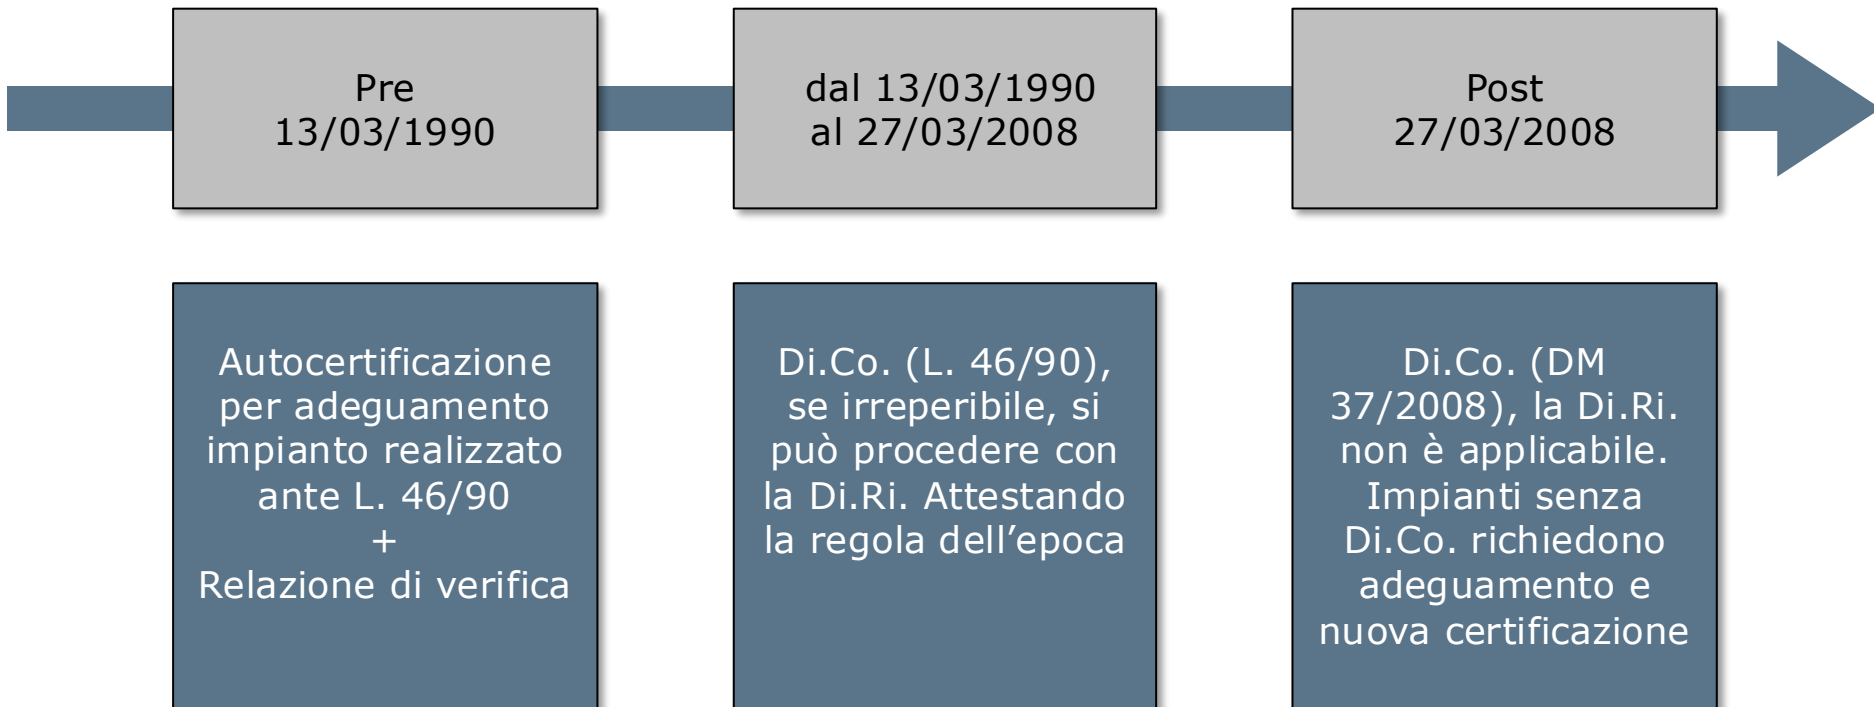 Pre
13/03/1990
dal 13/03/1990
al 27/03/2008
Post
27/03/2008
Autocertificazione
per adeguamento
impianto realizzato
ante L. 46/90
+
Relazione di verifica
Di.Co. (L. 46/90),
se irreperibile, si
può procedere con
la Di.Ri. Attestando
la regola dell’epoca
Di.Co. (DM
37/2008), la Di.Ri.
non è applicabile.
Impianti senza
Di.Co. richiedono
adeguamento e
nuova certificazione